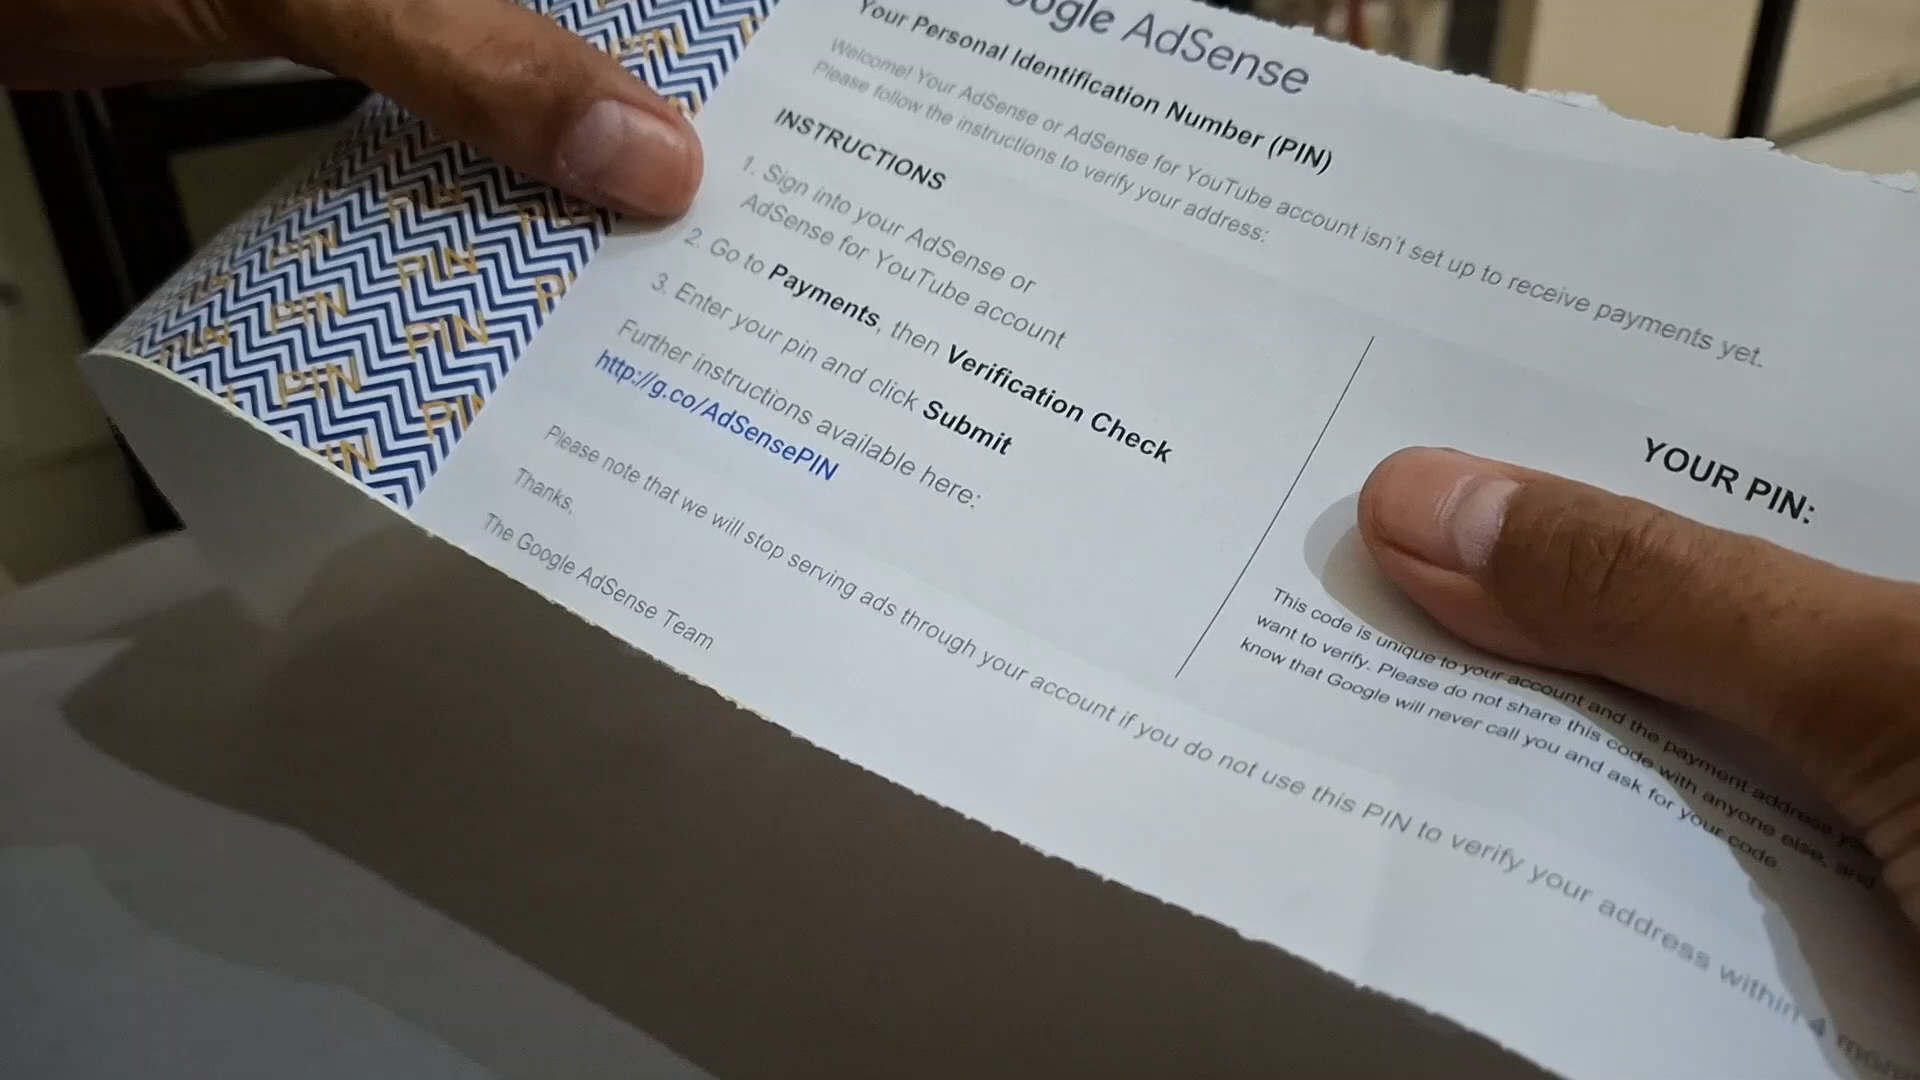 Google AdSense
Your Personal Identification Number (PIN)
Welcome! Your AdSense or AdSense for YouTube account isn't set up to receive payments yet.
Please follow the instructions to verify your address:
INSTRUCTIONS
1. Sign into your AdSense or
AdSense for YouTube account
2. Go to Payments, then Verification Check
3. Enter your pin and click Submit
Further instructions available here:
http://g.co/AdSensePIN
YOUR PIN:
This code is unique to your account and the payment address you
want to verify. Please do not share this code with anyone else, and
know that Google will never call you and ask for your code.
Please note that we will stop serving ads through your account if you do not use this PIN to verify your address within 4
Thanks,
The Google AdSense Team
PIN PIN PIN
PIN PIN
PIN PIN